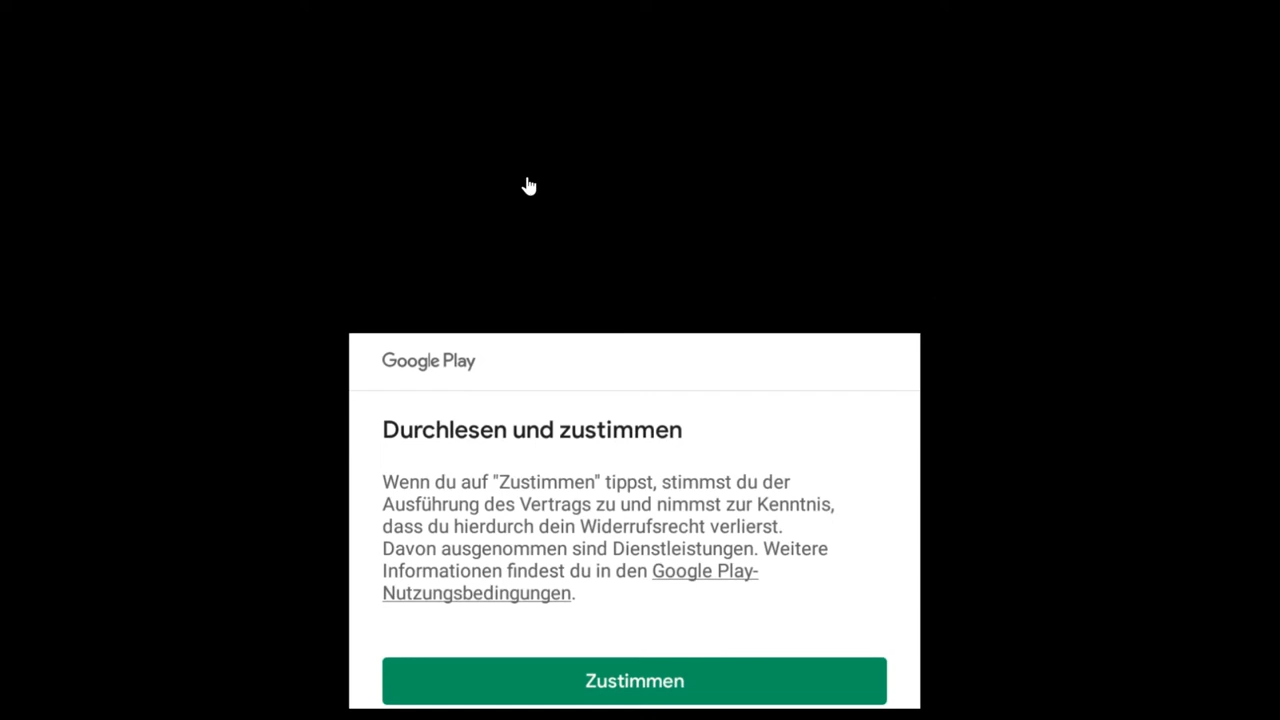 Google Play
Durchlesen und zustimmen
Wenn du auf "Zustimmen" tippst, stimmst du der
Ausführung des Vertrags zu und nimmst zur Kenntnis,
dass du hierdurch dein Widerrufsrecht verlierst.
Davon ausgenommen sind Dienstleistungen. Weitere
Informationen findest du in den Google Play-
Nutzungsbedingungen.
Zustimmen